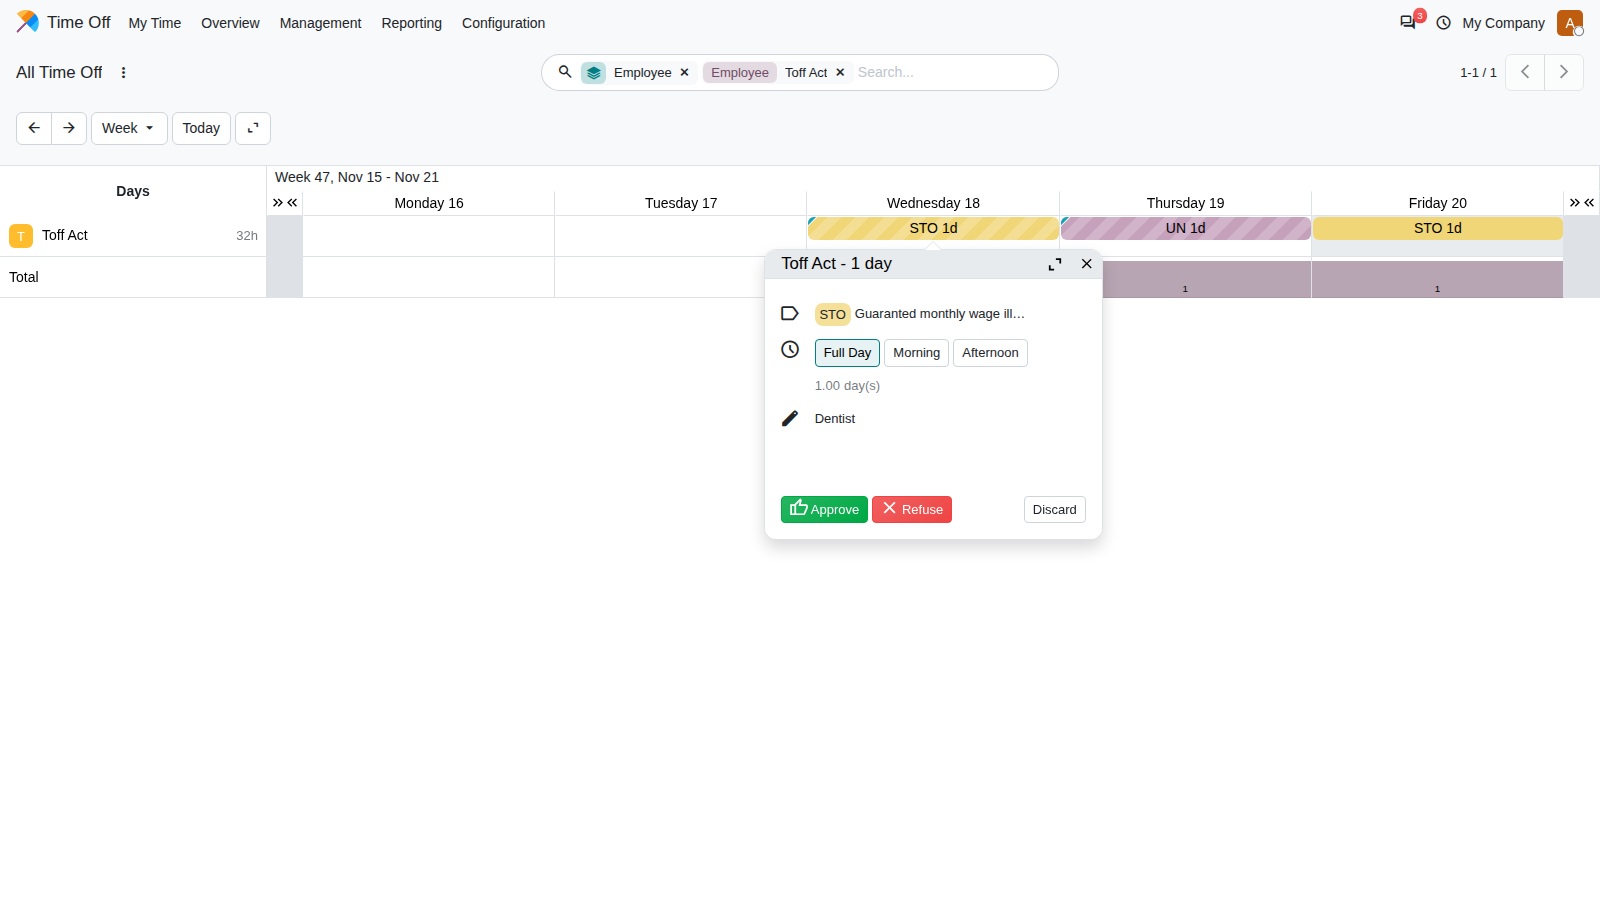 Time Off My Time Overview Management Reporting Configuration 3 My Company A
All Time Off Employee Employee Toff Act Search... 1-1 / 1
Week Today
Week 47, Nov 15 - Nov 21
Days
Monday 16 Tuesday 17 Wednesday 18 Thursday 19 Friday 20
T Toff Act 32h STO 1d UN 1d STO 1d
Total 1 1
Toff Act - 1 day
STO Guaranted monthly wage ill…
Full Day Morning Afternoon
1.00 day(s)
Dentist
Approve Refuse Discard